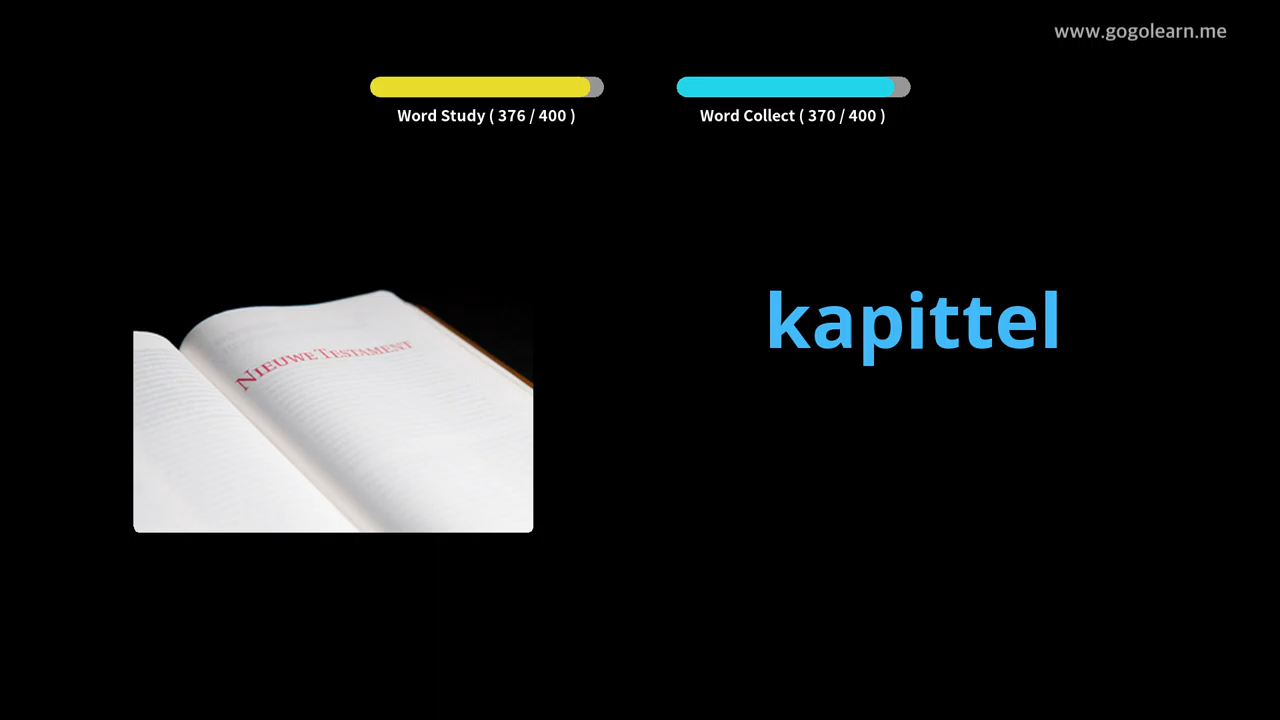 www.gogolearn.me
Word Study ( 376 / 400 )
Word Collect ( 370 / 400 )
NIEUWE TESTAMENT
kapittel